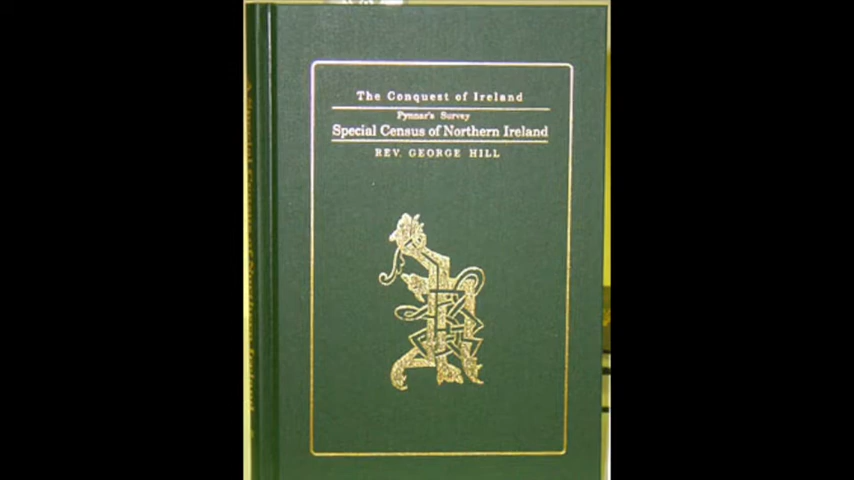 The Conquest of Ireland
Pynnar's Survey
Special Census of Northern Ireland
REV. GEORGE HILL